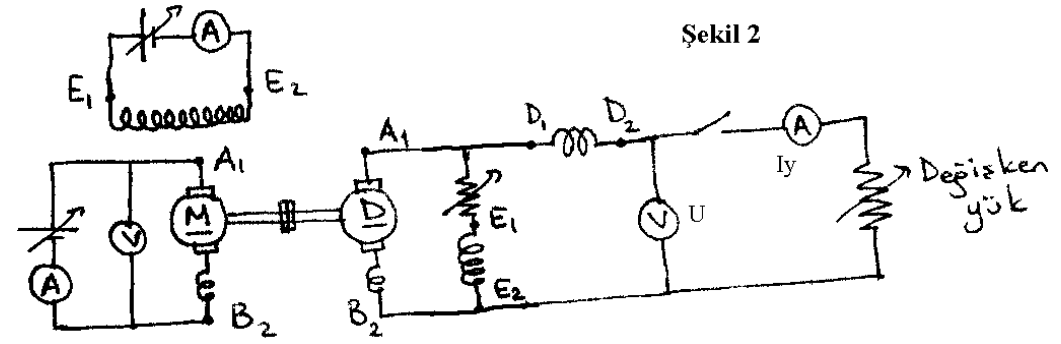 Şekil 2
A
E₁
E₂
A₁
V
M
A
B₂
A₁
D
B₂
E₁
E₂
D₁
D₂
V
U
A
Iy
Değişken
yük